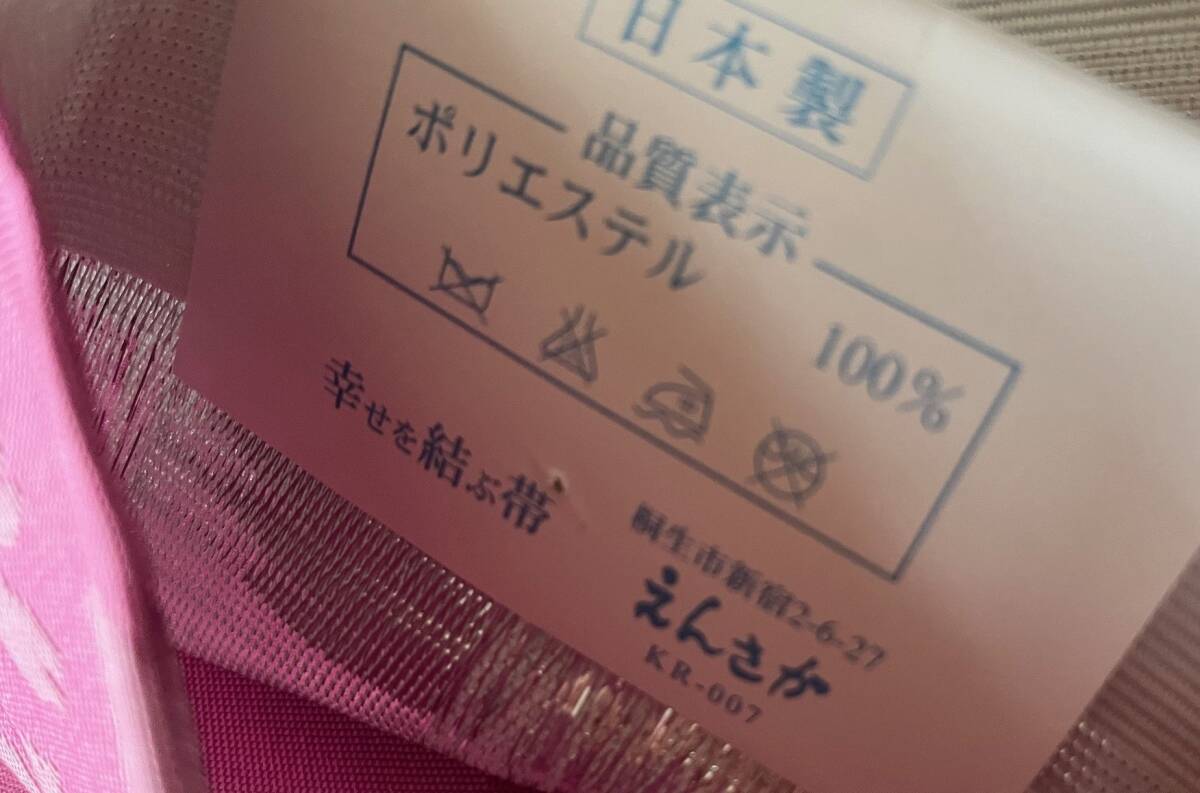 日本製
品質表示
ポリエステル 100%
幸せを結ぶ帯
桐生市新宿2-6-27
えんさか
KR-007